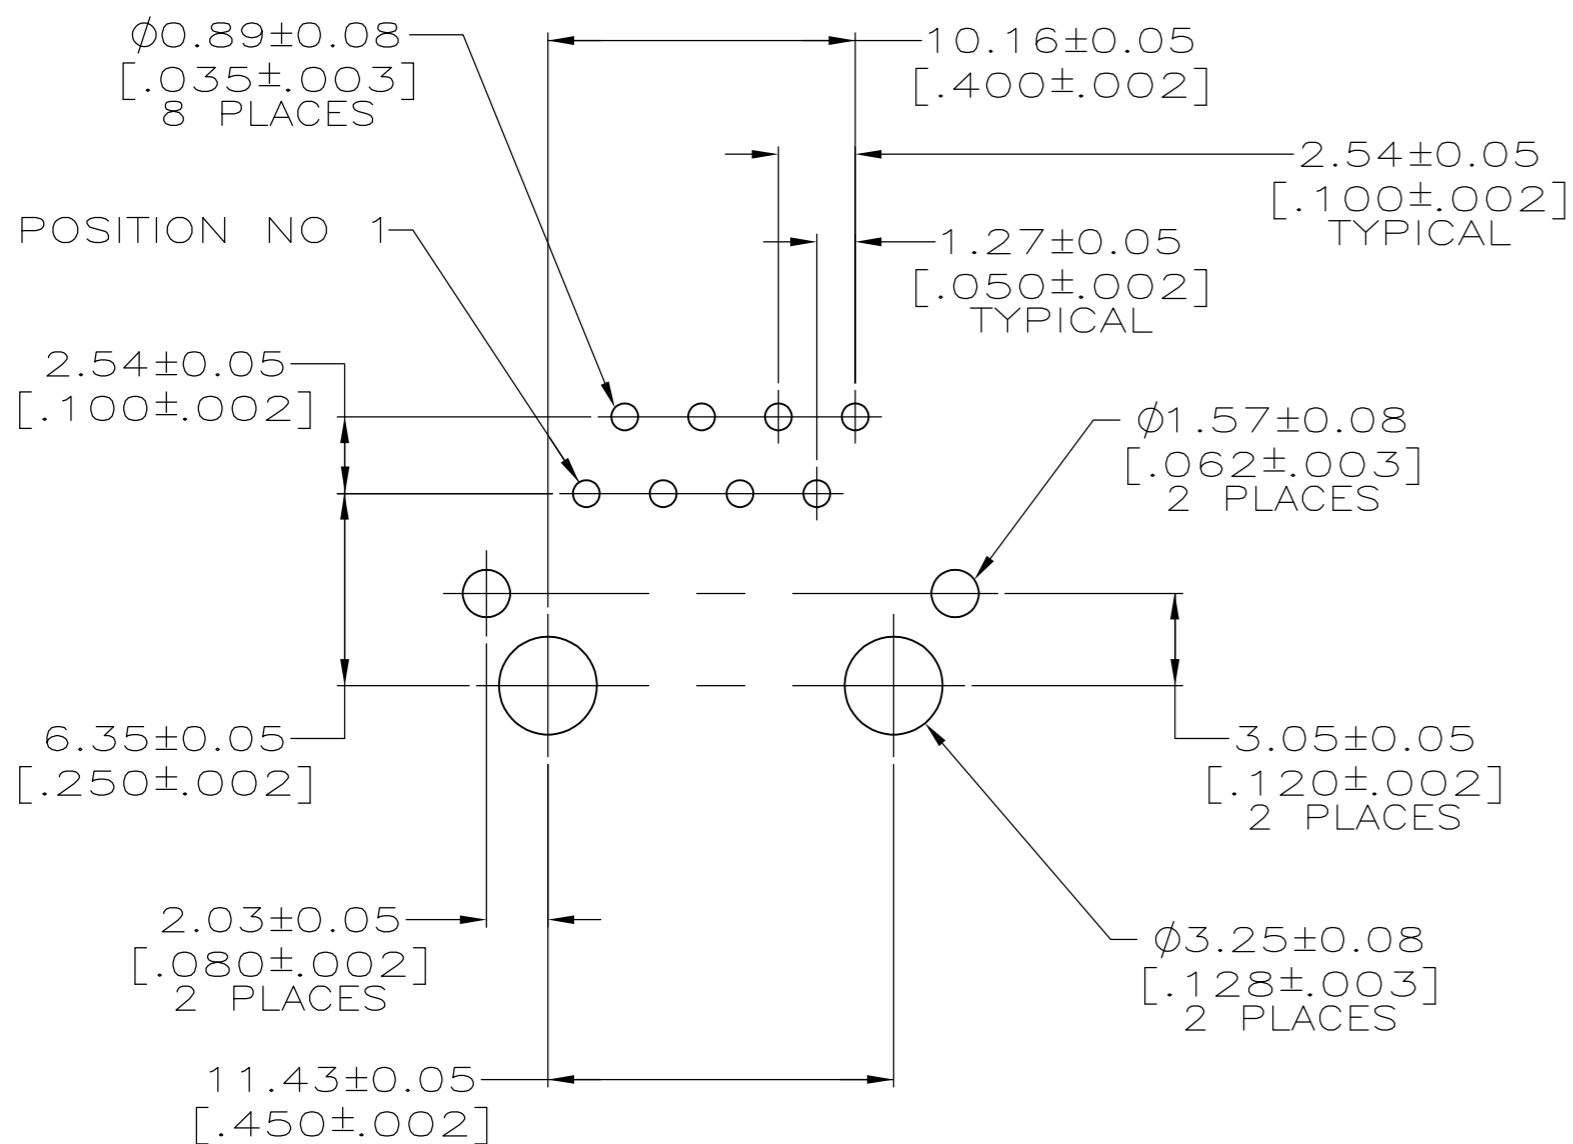 φ0.89±0.08
[.035±.003]
8 PLACES
10.16±0.05
[.400±.002]
2.54±0.05
[.100±.002]
TYPICAL
POSITION NO 1
1.27±0.05
[.050±.002]
TYPICAL
2.54±0.05
[.100±.002]
φ1.57±0.08
[.062±.003]
2 PLACES
6.35±0.05
[.250±.002]
3.05±0.05
[.120±.002]
2 PLACES
2.03±0.05
[.080±.002]
2 PLACES
φ3.25±0.08
[.128±.003]
2 PLACES
11.43±0.05
[.450±.002]